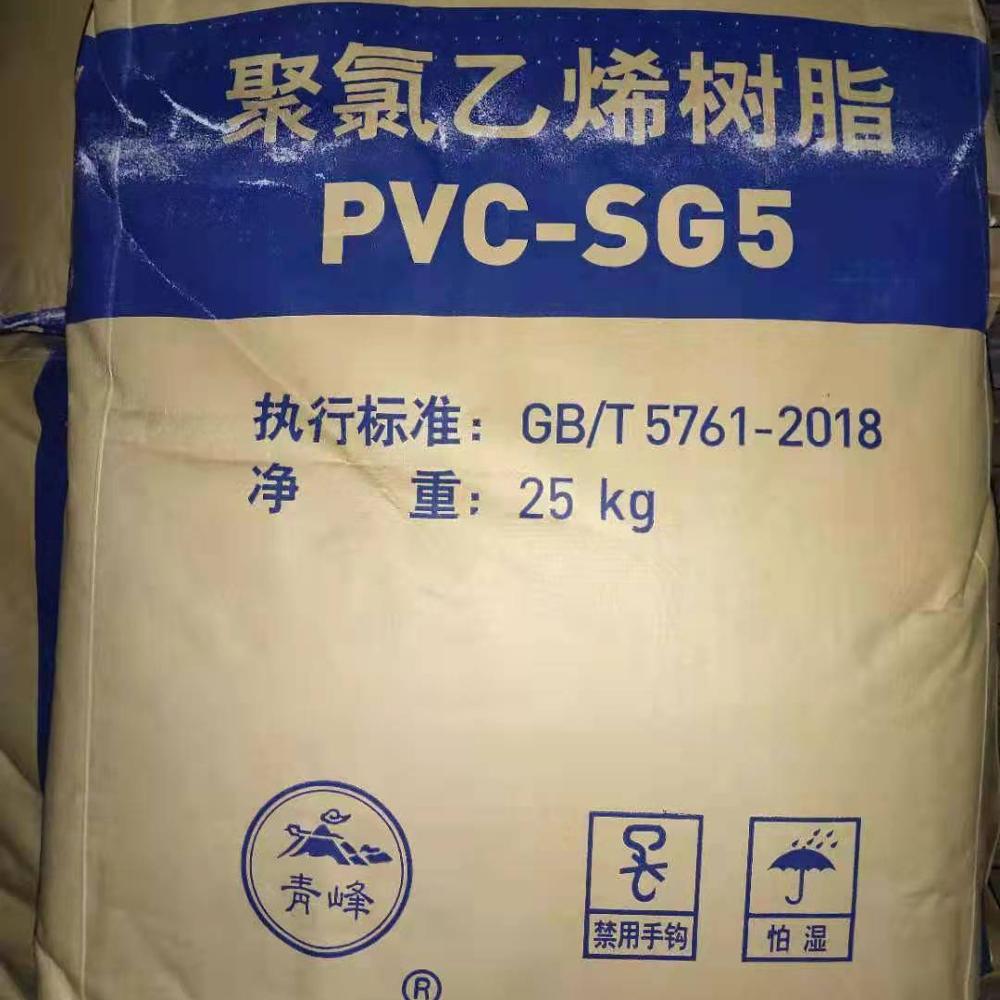 聚氯乙烯树脂
PVC-SG5
执行标准：GB/T 5761-2018
净 重：25 kg
青峰
®
禁用手钩
怕 湿